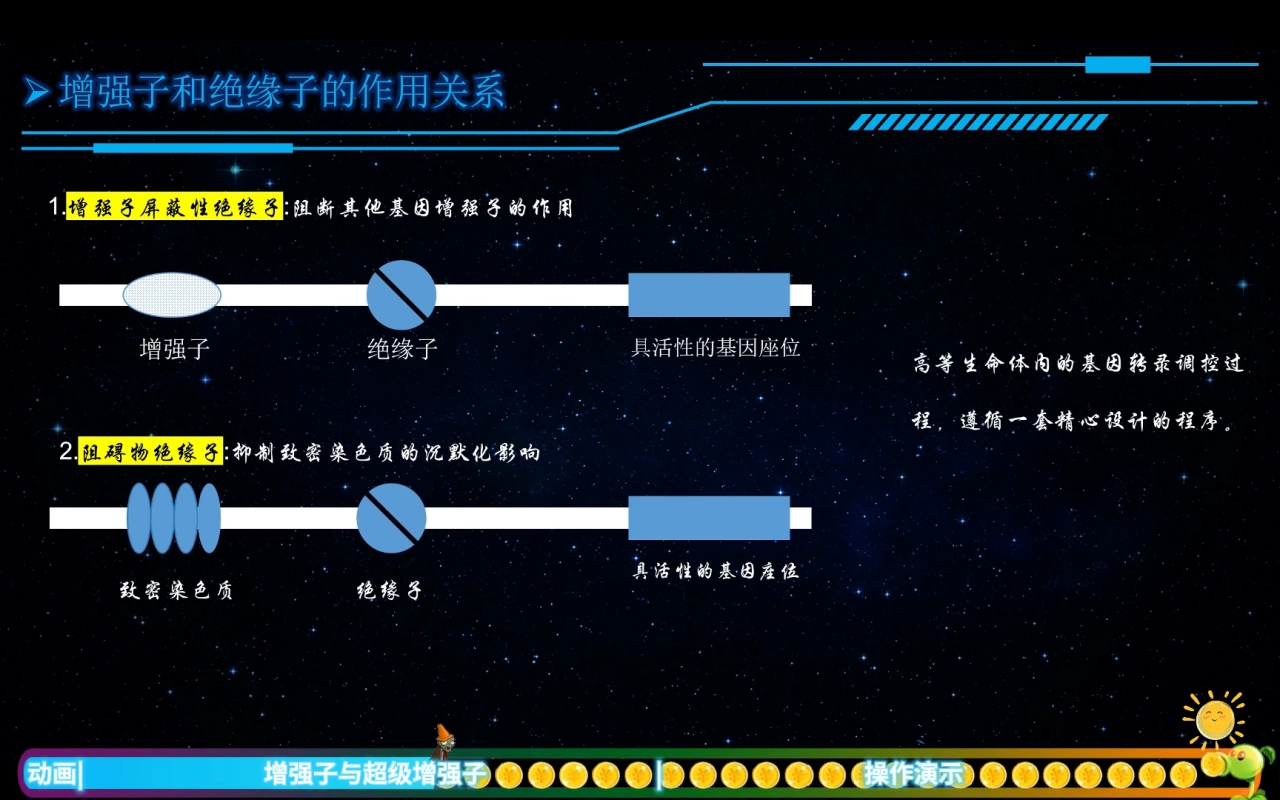 增强子和绝缘子的作用关系
1.增强子屏蔽性绝缘子:阻断其他基因增强子的作用
增强子
绝缘子
具活性的基因座位
高等生命体内的基因转录调控过
程，遵循一套精心设计的程序。
2.阻碍物绝缘子:抑制致密染色质的沉默化影响
致密染色质
绝缘子
具活性的基因座位
动画|
增强子与超级增强子
操作演示